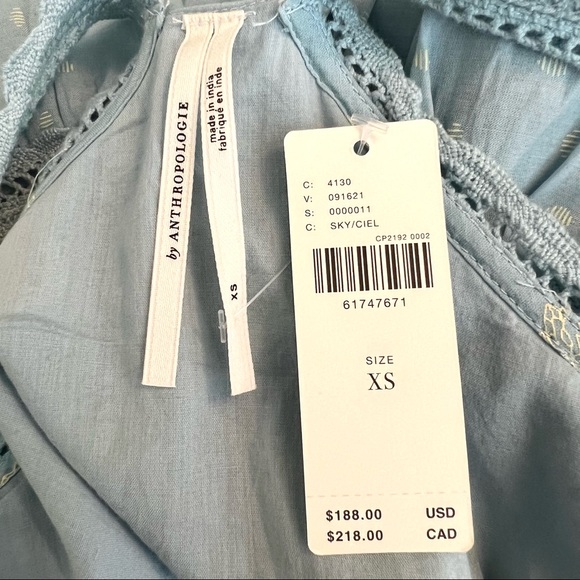 by ANTHROPOLOGIE
made in india
fabriqué en inde
XS
C: 4130
V: 091621
S: 0000011
C: SKY/CIEL
CP2192 0002
61747671
SIZE
XS
$188.00 USD
$218.00 CAD